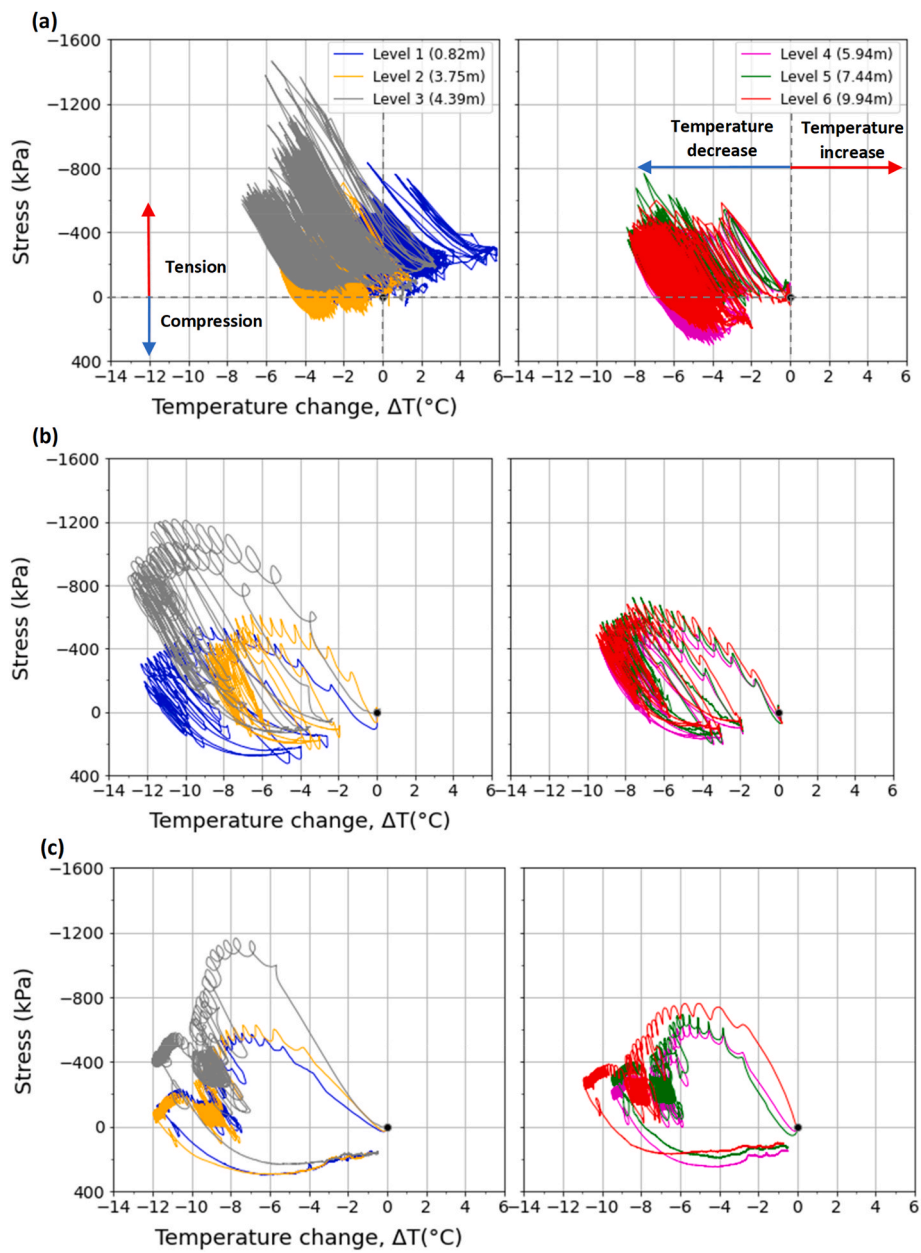 (a)
−1600
−1200
−800
−400
0
400
Stress (kPa)
Level 1 (0.82m)
Level 2 (3.75m)
Level 3 (4.39m)
Tension
Compression
−14 −12 −10 −8 −6 −4 −2 0 2 4 6
Temperature change, ΔT(°C)
Level 4 (5.94m)
Level 5 (7.44m)
Level 6 (9.94m)
Temperature decrease
Temperature increase
−14 −12 −10 −8 −6 −4 −2 0 2 4 6
(b)
−1600
−1200
−800
−400
0
400
Stress (kPa)
−14 −12 −10 −8 −6 −4 −2 0 2 4 6
Temperature change, ΔT(°C)
−14 −12 −10 −8 −6 −4 −2 0 2 4 6
(c)
−1600
−1200
−800
−400
0
400
Stress (kPa)
−14 −12 −10 −8 −6 −4 −2 0 2 4 6
Temperature change, ΔT(°C)
−14 −12 −10 −8 −6 −4 −2 0 2 4 6